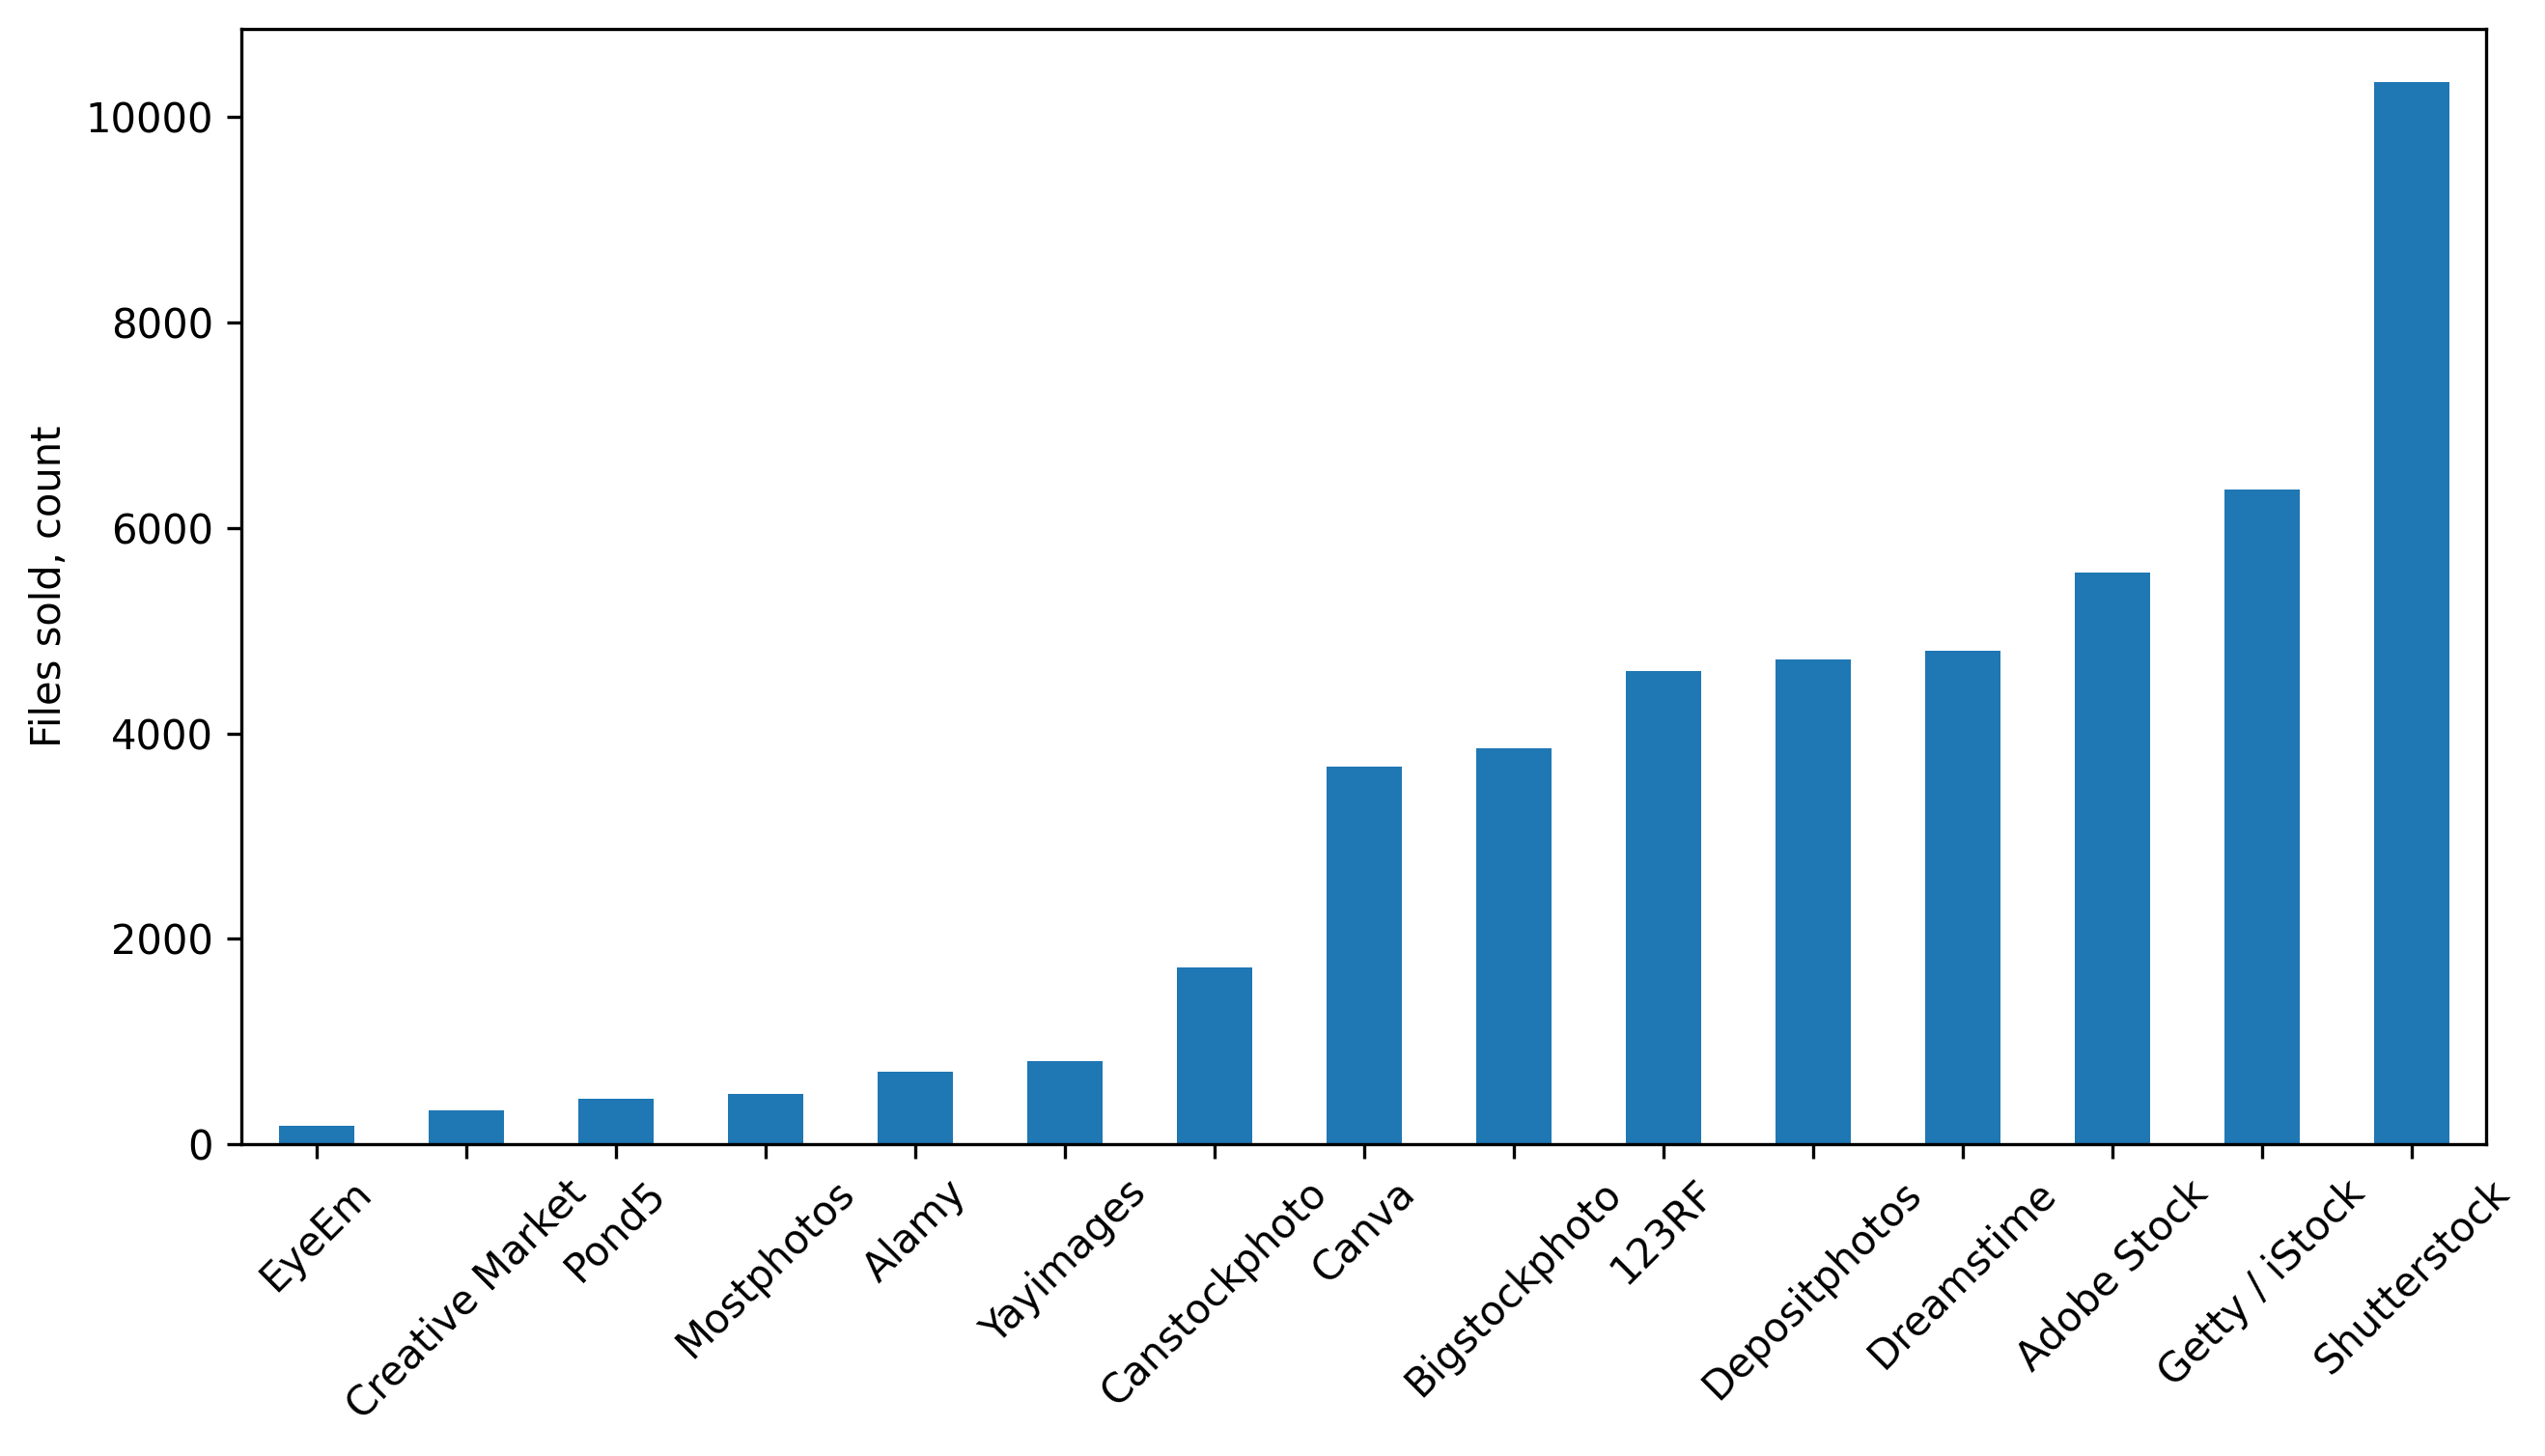 Files sold, count
10000
8000
6000
4000
2000
0
EyeEm
Creative Market
Pond5
Mostphotos
Alamy
Yayimages
Canstockphoto
Canva
Bigstockphoto
123RF
Depositphotos
Dreamstime
Adobe Stock
Getty / iStock
Shutterstock